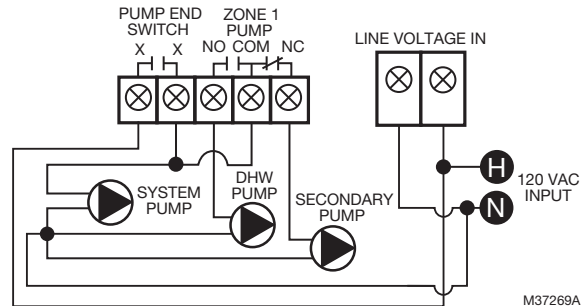 PUMP END
SWITCH
X X
ZONE 1
PUMP
NO COM NC
LINE VOLTAGE IN
H
N
120 VAC
INPUT
SYSTEM
PUMP
DHW
PUMP
SECONDARY
PUMP
M37269A